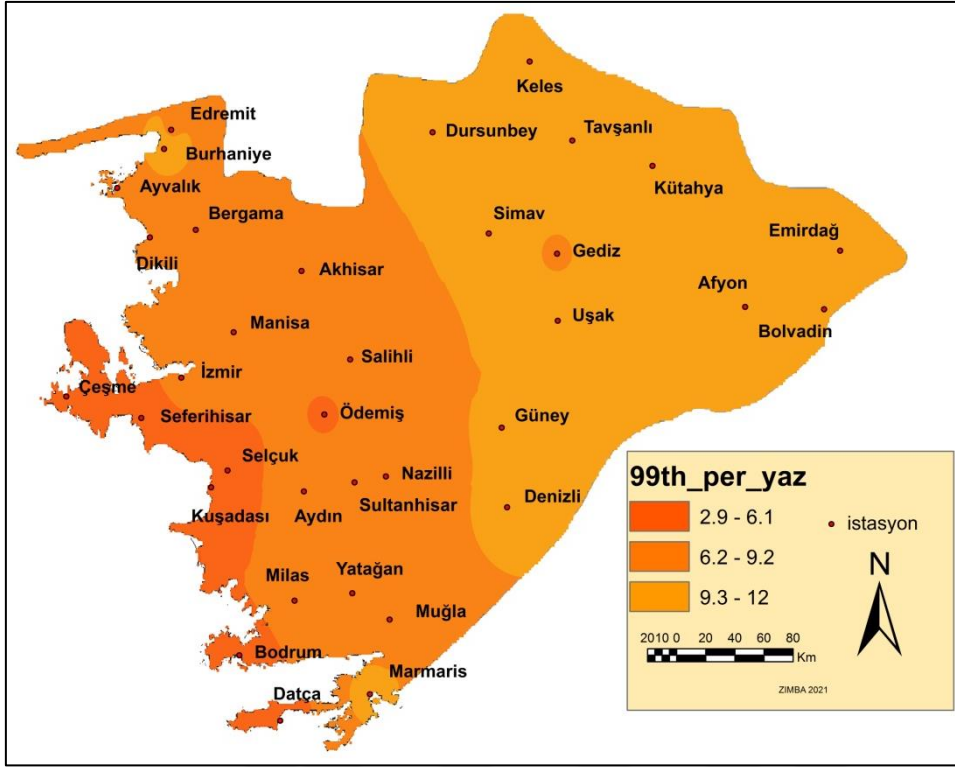 Keles
Edremit
Dursunbey
Tavşanlı
Burhaniye
Kütahya
Ayvalık
Bergama
Simav
Emirdağ
Gediz
Dikili
Akhisar
Afyon
Uşak
Manisa
Bolvadin
Salihli
İzmir
Çeşme
Ödemiş
Seferihisar
Güney
Selçuk
Nazilli
Kuşadası
Aydın
Sultanhisar
Denizli
Milas
Yatağan
Muğla
Bodrum
Marmaris
Datça
99th_per_yaz
2.9 - 6.1
istasyon
6.2 - 9.2
N
9.3 - 12
2010 0 20 40 60 80
Km
ZIMBA 2021